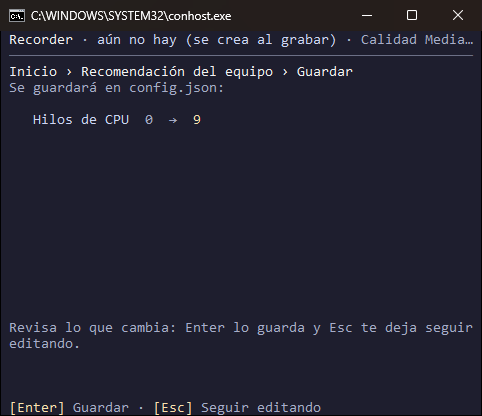 C:\WINDOWS\SYSTEM32\conhost.exe
Recorder · aún no hay (se crea al grabar) · Calidad Media…
Inicio › Recomendación del equipo › Guardar
Se guardará en config.json:
Hilos de CPU 0 → 9
Revisa lo que cambia: Enter lo guarda y Esc te deja seguir
editando.
[Enter] Guardar · [Esc] Seguir editando